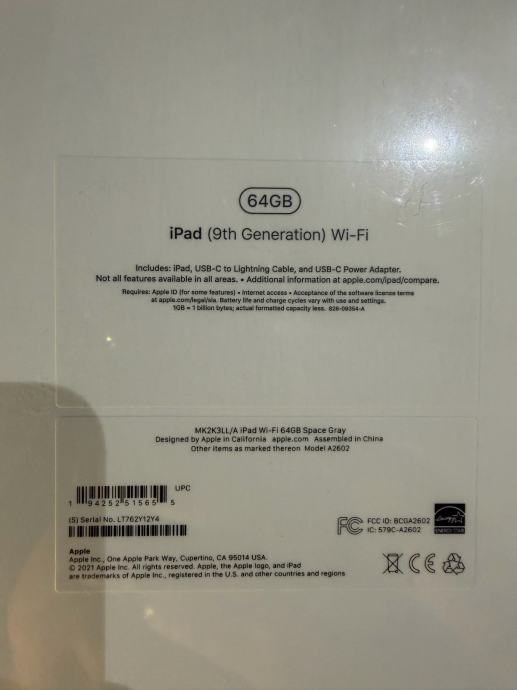 64GB
iPad (9th Generation) Wi-Fi
Includes: iPad, USB-C to Lightning Cable, and USB-C Power Adapter.
Not all features available in all areas. • Additional information at apple.com/ipad/compare.
Requires: Apple ID (for some features) • Internet access • Acceptance of the software license terms
at apple.com/legal/sla. Battery life and charge cycles vary with use and settings.
1GB = 1 billion bytes; actual formatted capacity less. 826-09354-A
MK2K3LL/A iPad Wi-Fi 64GB Space Gray
Designed by Apple in California apple.com Assembled in China
Other items as marked thereon Model A2602
UPC
1 94252 51565 5
(S) Serial No. LT762Y12Y4
FC FCC ID: BCGA2602
IC: 579C-A2602
ENERGY STAR
Apple
Apple Inc., One Apple Park Way, Cupertino, CA 95014 USA.
© 2021 Apple Inc. All rights reserved. Apple, the Apple logo, and iPad
are trademarks of Apple Inc., registered in the U.S. and other countries and regions
CE